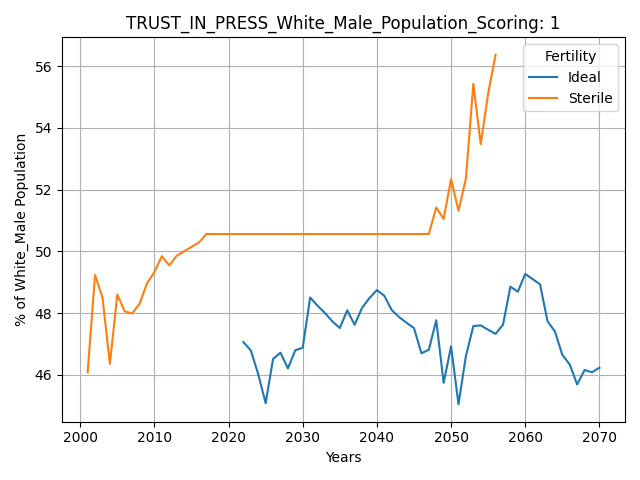 TRUST_IN_PRESS_White_Male_Population_Scoring: 1
% of White_Male Population
56
54
52
50
48
46
Fertility
Ideal
Sterile
2000 2010 2020 2030 2040 2050 2060 2070
Years